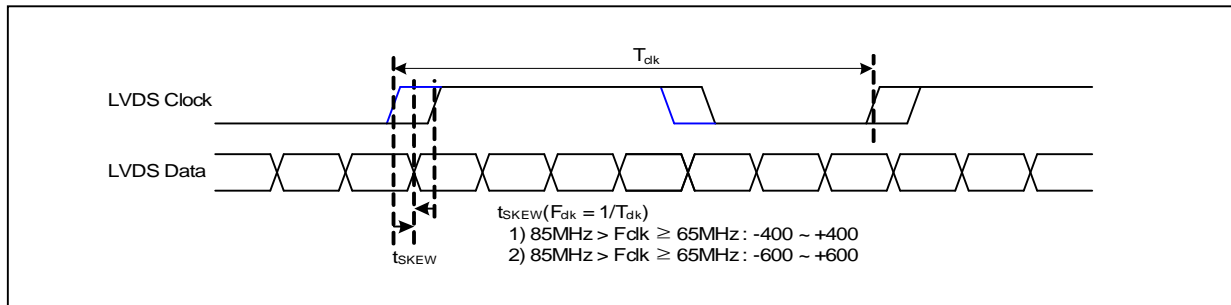 Tclk
LVDS Clock
LVDS Data
tSKEW(Fclk = 1/Tclk)
1) 85MHz > Fclk ≥ 65MHz : -400 ~ +400
2) 85MHz > Fclk ≥ 65MHz : -600 ~ +600
tSKEW